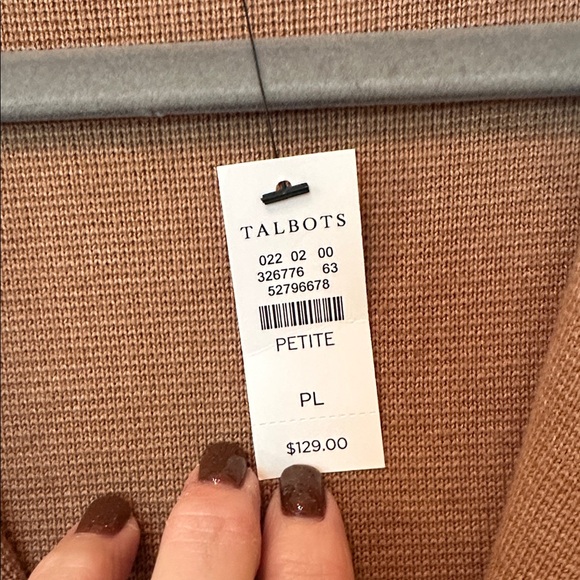 TALBOTS
022 02 00
326776 63
52796678
PETITE
PL
$129.00